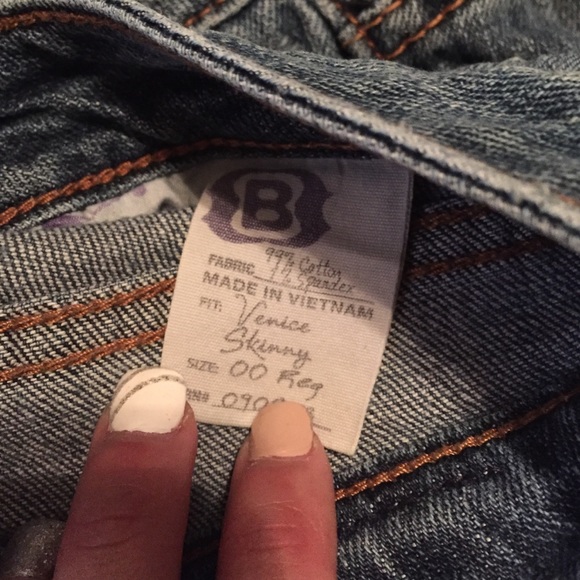 B
FABRIC 99% Cotton
1% Spandex
MADE IN VIETNAM
FIT: Venice
Skinny
SIZE: 00 Reg